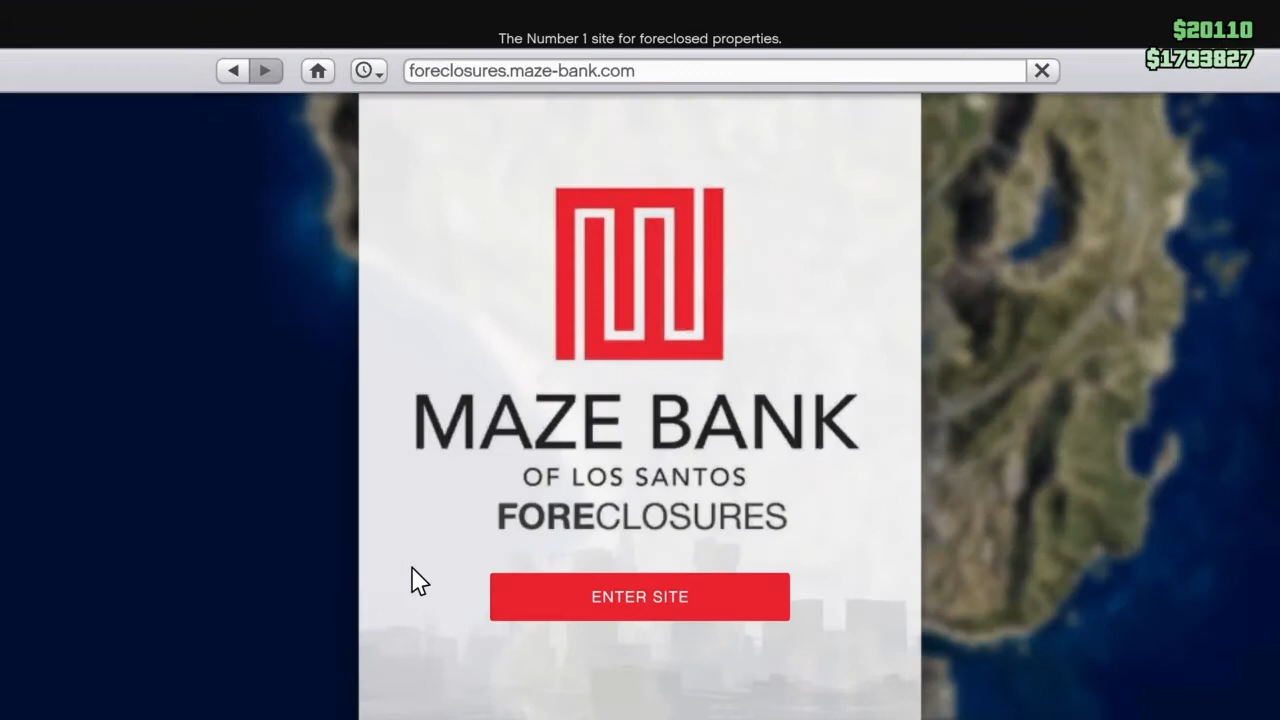 The Number 1 site for foreclosed properties.
$20110
$1793827
foreclosures.maze-bank.com
MAZE BANK
OF LOS SANTOS
FORECLOSURES
ENTER SITE